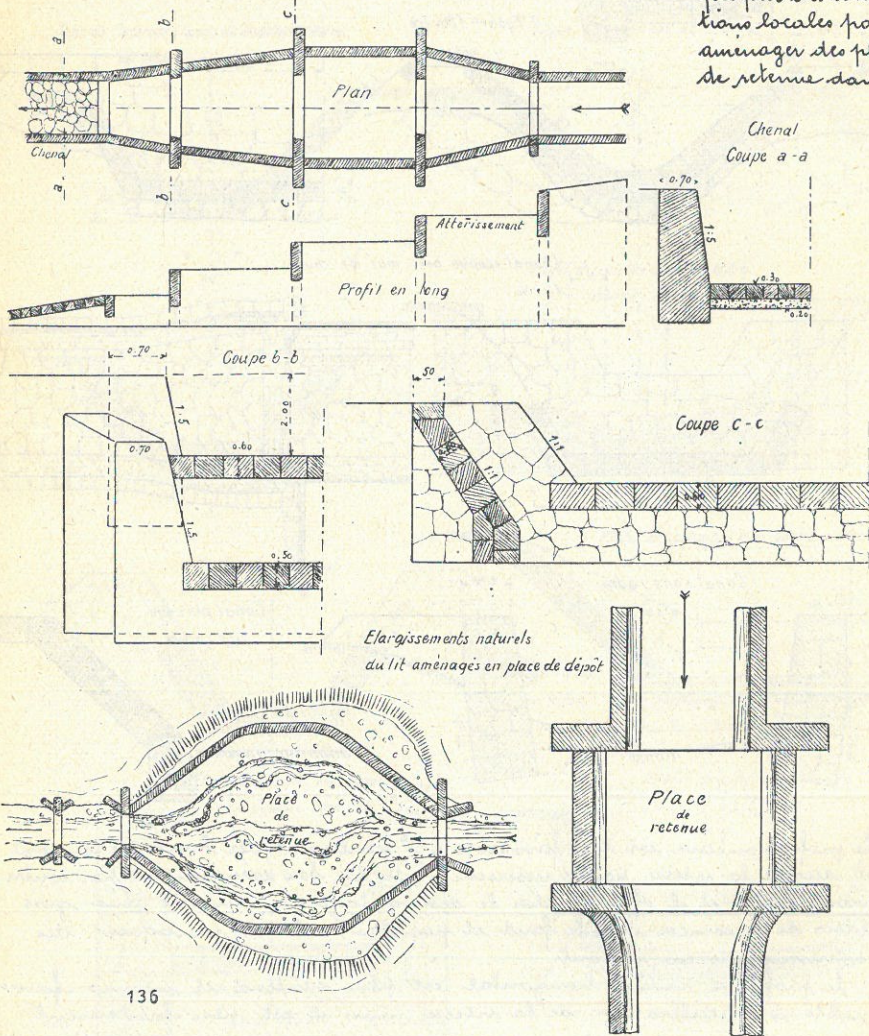 tions locales po
aménager des p
de retenue dan
a
b
c
Plan
Chenal
a
b
c
Chenal
Coupe a-a
0.70
1:5
0.30
0.20
Attérissement
Profil en long
0.70
Coupe b-b
1:5
2.00
0.70
0.60
1:5
0.50
50
1:1
1:1
Coupe c-c
0.60
Elargissements naturels
du lit aménagés en place de dépôt
Place
de
retenue
Place
de
retenue
136